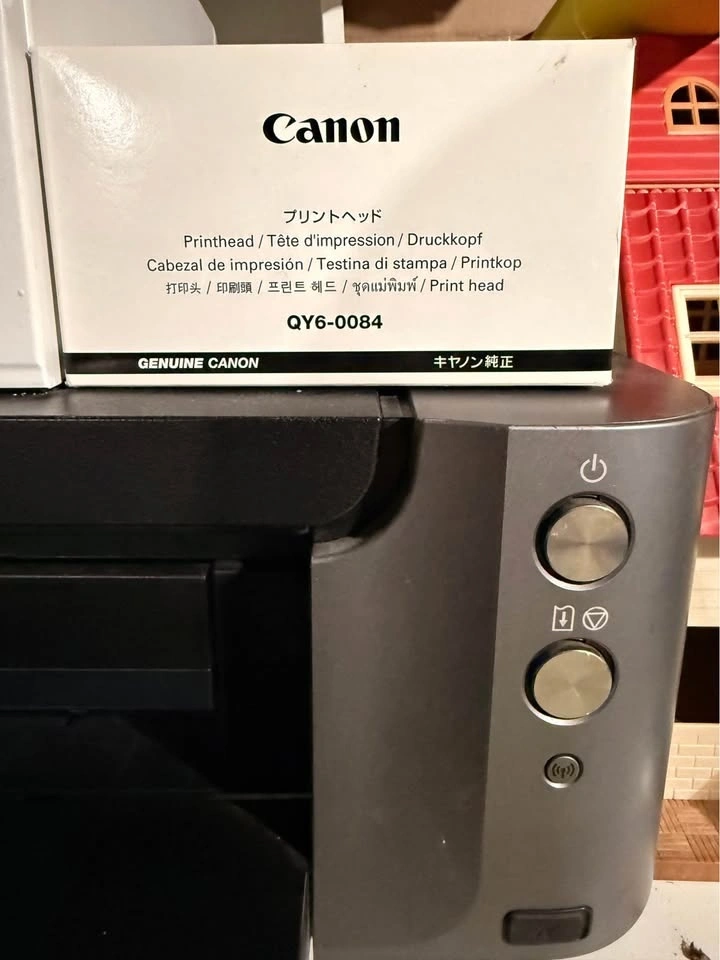 Canon
プリントヘッド
Printhead / Tête d'impression / Druckkopf
Cabezal de impresión / Testina di stampa / Printkop
打印头 / 印刷頭 / 프린트 헤드 / ชุดแม่พิมพ์ / Print head
QY6-0084
GENUINE CANON キヤノン純正